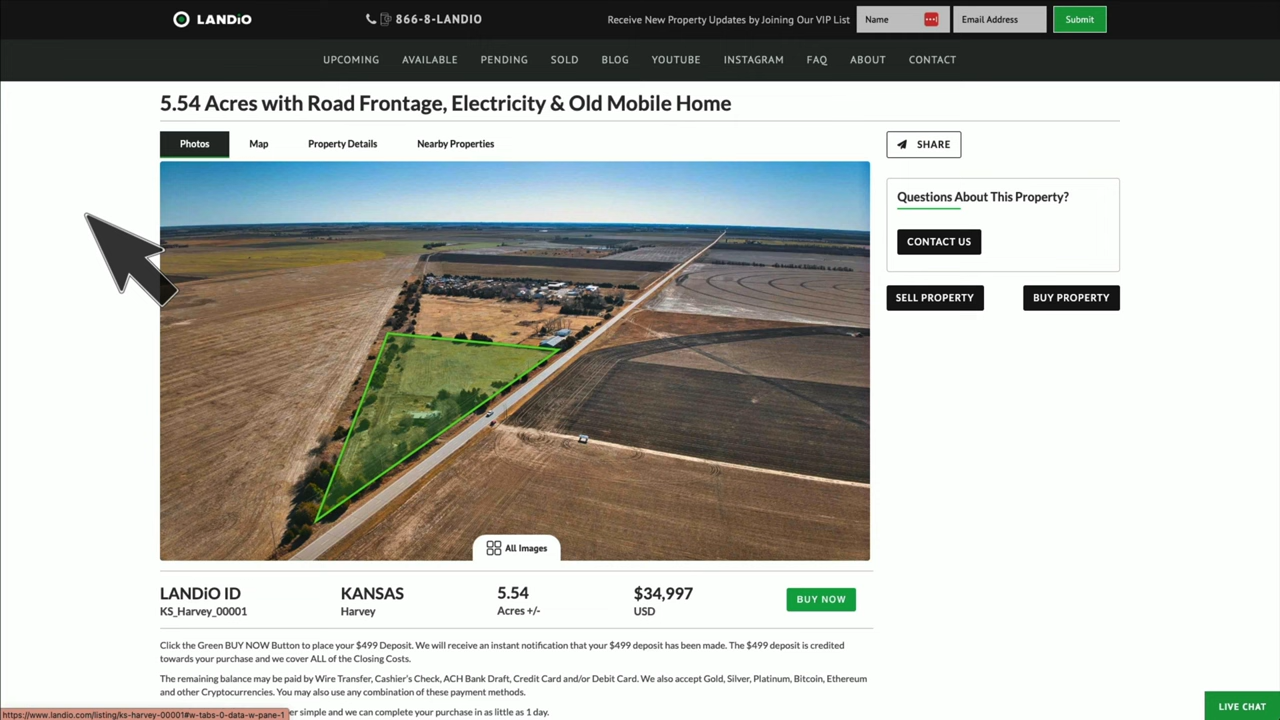 LANDiO
866-8-LANDIO
Receive New Property Updates by Joining Our VIP List
Name
Email Address
Submit
UPCOMING AVAILABLE PENDING SOLD BLOG YOUTUBE INSTAGRAM FAQ ABOUT CONTACT
5.54 Acres with Road Frontage, Electricity & Old Mobile Home
Photos Map Property Details Nearby Properties
SHARE
Questions About This Property?
CONTACT US
SELL PROPERTY
BUY PROPERTY
All Images
LANDiO ID KANSAS 5.54 $34,997
KS_Harvey_00001 Harvey Acres +/- USD
BUY NOW
Click the Green BUY NOW Button to place your $499 Deposit. We will receive an instant notification that your $499 deposit has been made. The $499 deposit is credited
towards your purchase and we cover ALL of the Closing Costs.
The remaining balance may be paid by Wire Transfer, Cashier's Check, ACH Bank Draft, Credit Card and/or Debit Card. We also accept Gold, Silver, Platinum, Bitcoin, Ethereum
and other Cryptocurrencies. You may also use any combination of these payment methods.
simple and we can complete your purchase in as little as 1 day.
https://www.landio.com/listing/ks-harvey-00001#w-tabs-0-data-w-pane-1
LIVE CHAT